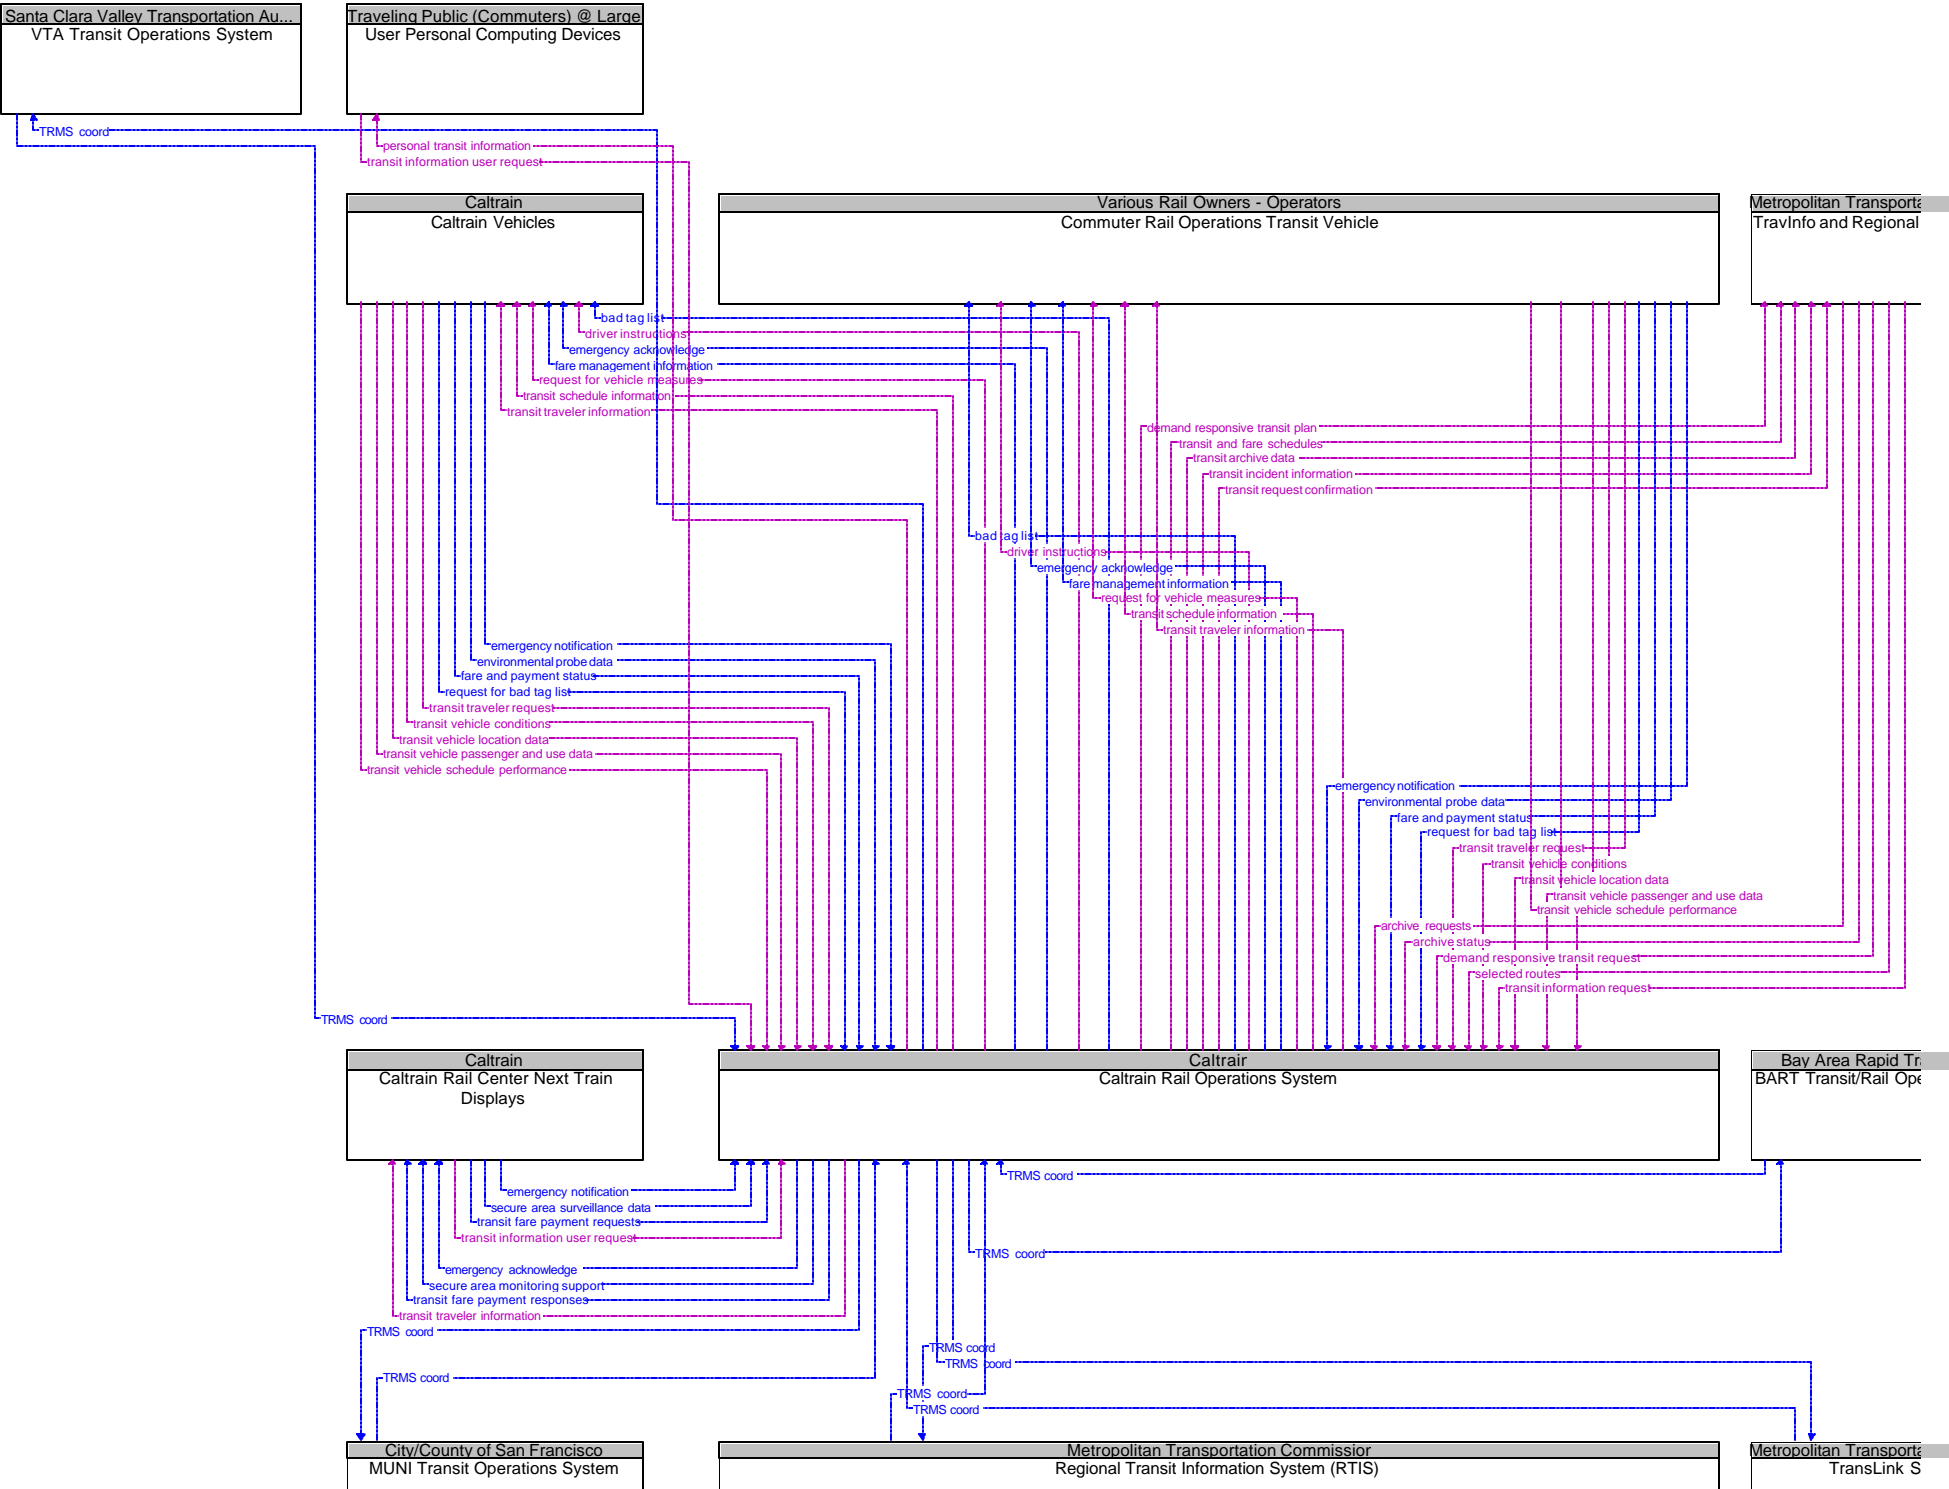 Santa Clara Valley Transportation Au...
VTA Transit Operations System
Traveling Public (Commuters) @ Large
User Personal Computing Devices
TRMS coord
personal transit information
transit information user request
Caltrain
Caltrain Vehicles
Various Rail Owners - Operators
Commuter Rail Operations Transit Vehicle
Metropolitan Transporta
TravInfo and Regional
bad tag list
driver instructions
emergency acknowledge
fare management information
request for vehicle measures
transit schedule information
transit traveler information
demand responsive transit plan
transit and fare schedules
transit archive data
transit incident information
transit request confirmation
bad tag list
driver instructions
emergency acknowledge
fare management information
request for vehicle measures
transit schedule information
transit traveler information
emergency notification
environmental probe data
fare and payment status
request for bad tag list
transit traveler request
transit vehicle conditions
transit vehicle location data
transit vehicle passenger and use data
transit vehicle schedule performance
emergency notification
environmental probe data
fare and payment status
request for bad tag list
transit traveler request
transit vehicle conditions
transit vehicle location data
transit vehicle passenger and use data
transit vehicle schedule performance
archive requests
archive status
demand responsive transit request
selected routes
transit information request
TRMS coord
Caltrain
Caltrain Rail Center Next Train
Displays
Caltrair
Caltrain Rail Operations System
Bay Area Rapid Tra
BART Transit/Rail Ope
TRMS coord
emergency notification
secure area surveillance data
transit fare payment requests
transit information user request
TRMS coord
emergency acknowledge
secure area monitoring support
transit fare payment responses
transit traveler information
TRMS coord
TRMS coord
TRMS coord
TRMS coord
TRMS coord
TRMS coord
City/County of San Francisco
MUNI Transit Operations System
Metropolitan Transportation Commissior
Regional Transit Information System (RTIS)
Metropolitan Transporta
TransLink S